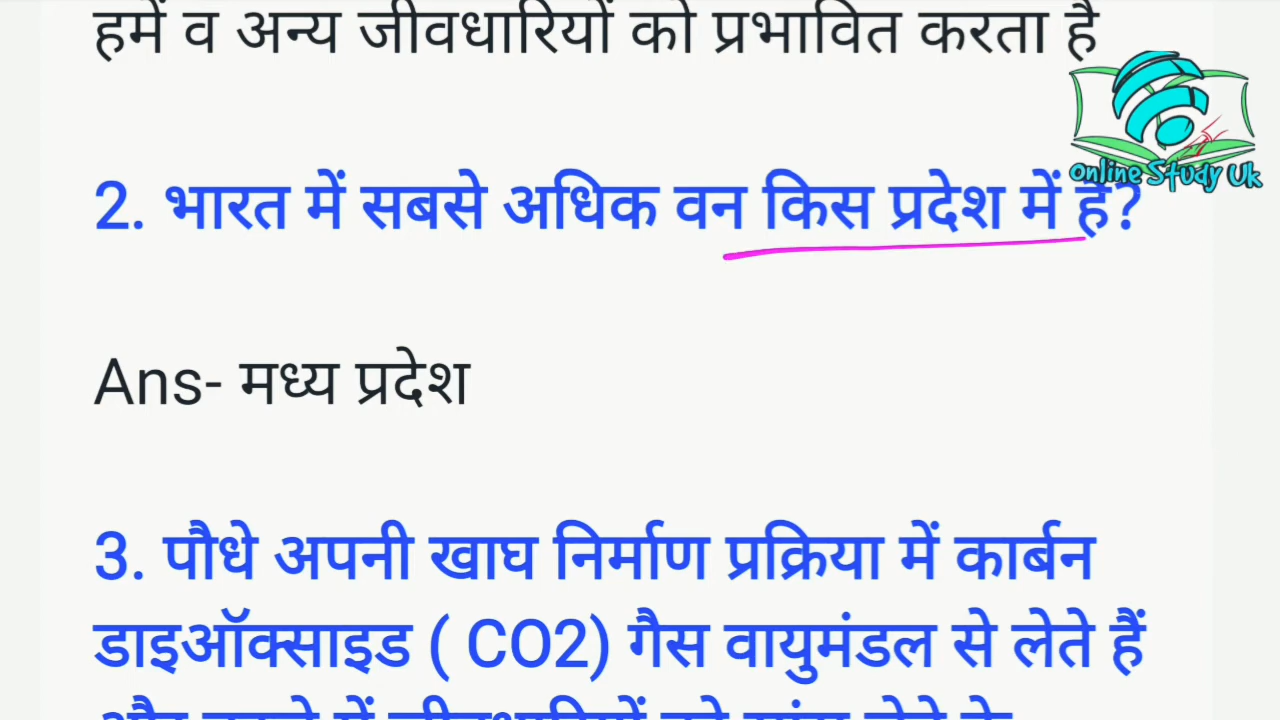 हमें व अन्य जीवधारियों को प्रभावित करता है
Online Study Uk
2. भारत में सबसे अधिक वन किस प्रदेश में है?
Ans- मध्य प्रदेश
3. पौधे अपनी खाघ निर्माण प्रक्रिया में कार्बन
डाइऑक्साइड ( CO2) गैस वायुमंडल से लेते हैं